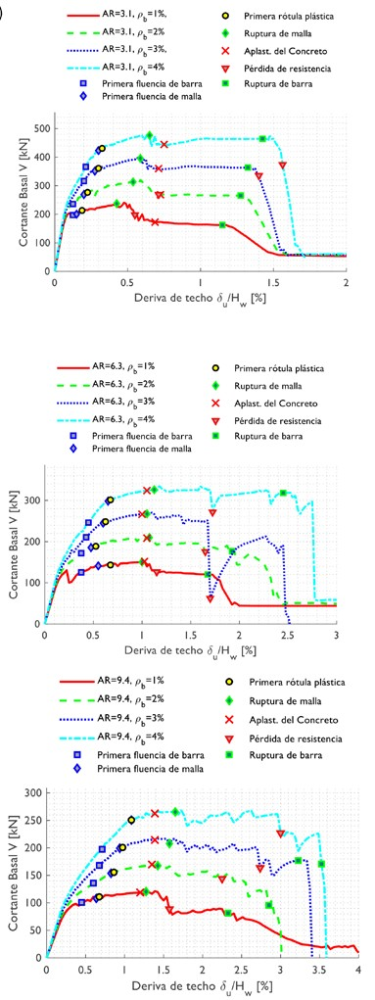 )
AR=3.1, ρb=1%,
AR=3.1, ρb=2%
AR=3.1, ρb=3%,
AR=3.1, ρb=4%
Primera fluencia de barra
Primera fluencia de malla
Primera rótula plástica
Ruptura de malla
Aplast. del Concreto
Pérdida de resistencia
Ruptura de barra
Cortante Basal V [kN]
500
400
300
200
100
0
0 0.5 1 1.5 2
Deriva de techo δu/Hw [%]
AR=6.3, ρb=1%
AR=6.3, ρb=2%
AR=6.3, ρb=3%
AR=6.3, ρb=4%
Primera fluencia de barra
Primera fluencia de malla
Primera rótula plástica
Ruptura de malla
Aplast. del Concreto
Pérdida de resistencia
Ruptura de barra
Cortante Basal V [kN]
300
200
100
0
0 0.5 1 1.5 2 2.5 3
Deriva de techo δu/Hw [%]
AR=9.4, ρb=1%
AR=9.4, ρb=2%
AR=9.4, ρb=3%
AR=9.4, ρb=4%
Primera fluencia de barra
Primera fluencia de malla
Primera rótula plástica
Ruptura de malla
Aplast. del Concreto
Pérdida de resistencia
Ruptura de barra
Cortante Basal V [kN]
300
250
200
150
100
50
0
0 0.5 1 1.5 2 2.5 3 3.5 4
Deriva de techo δu/Hw [%]